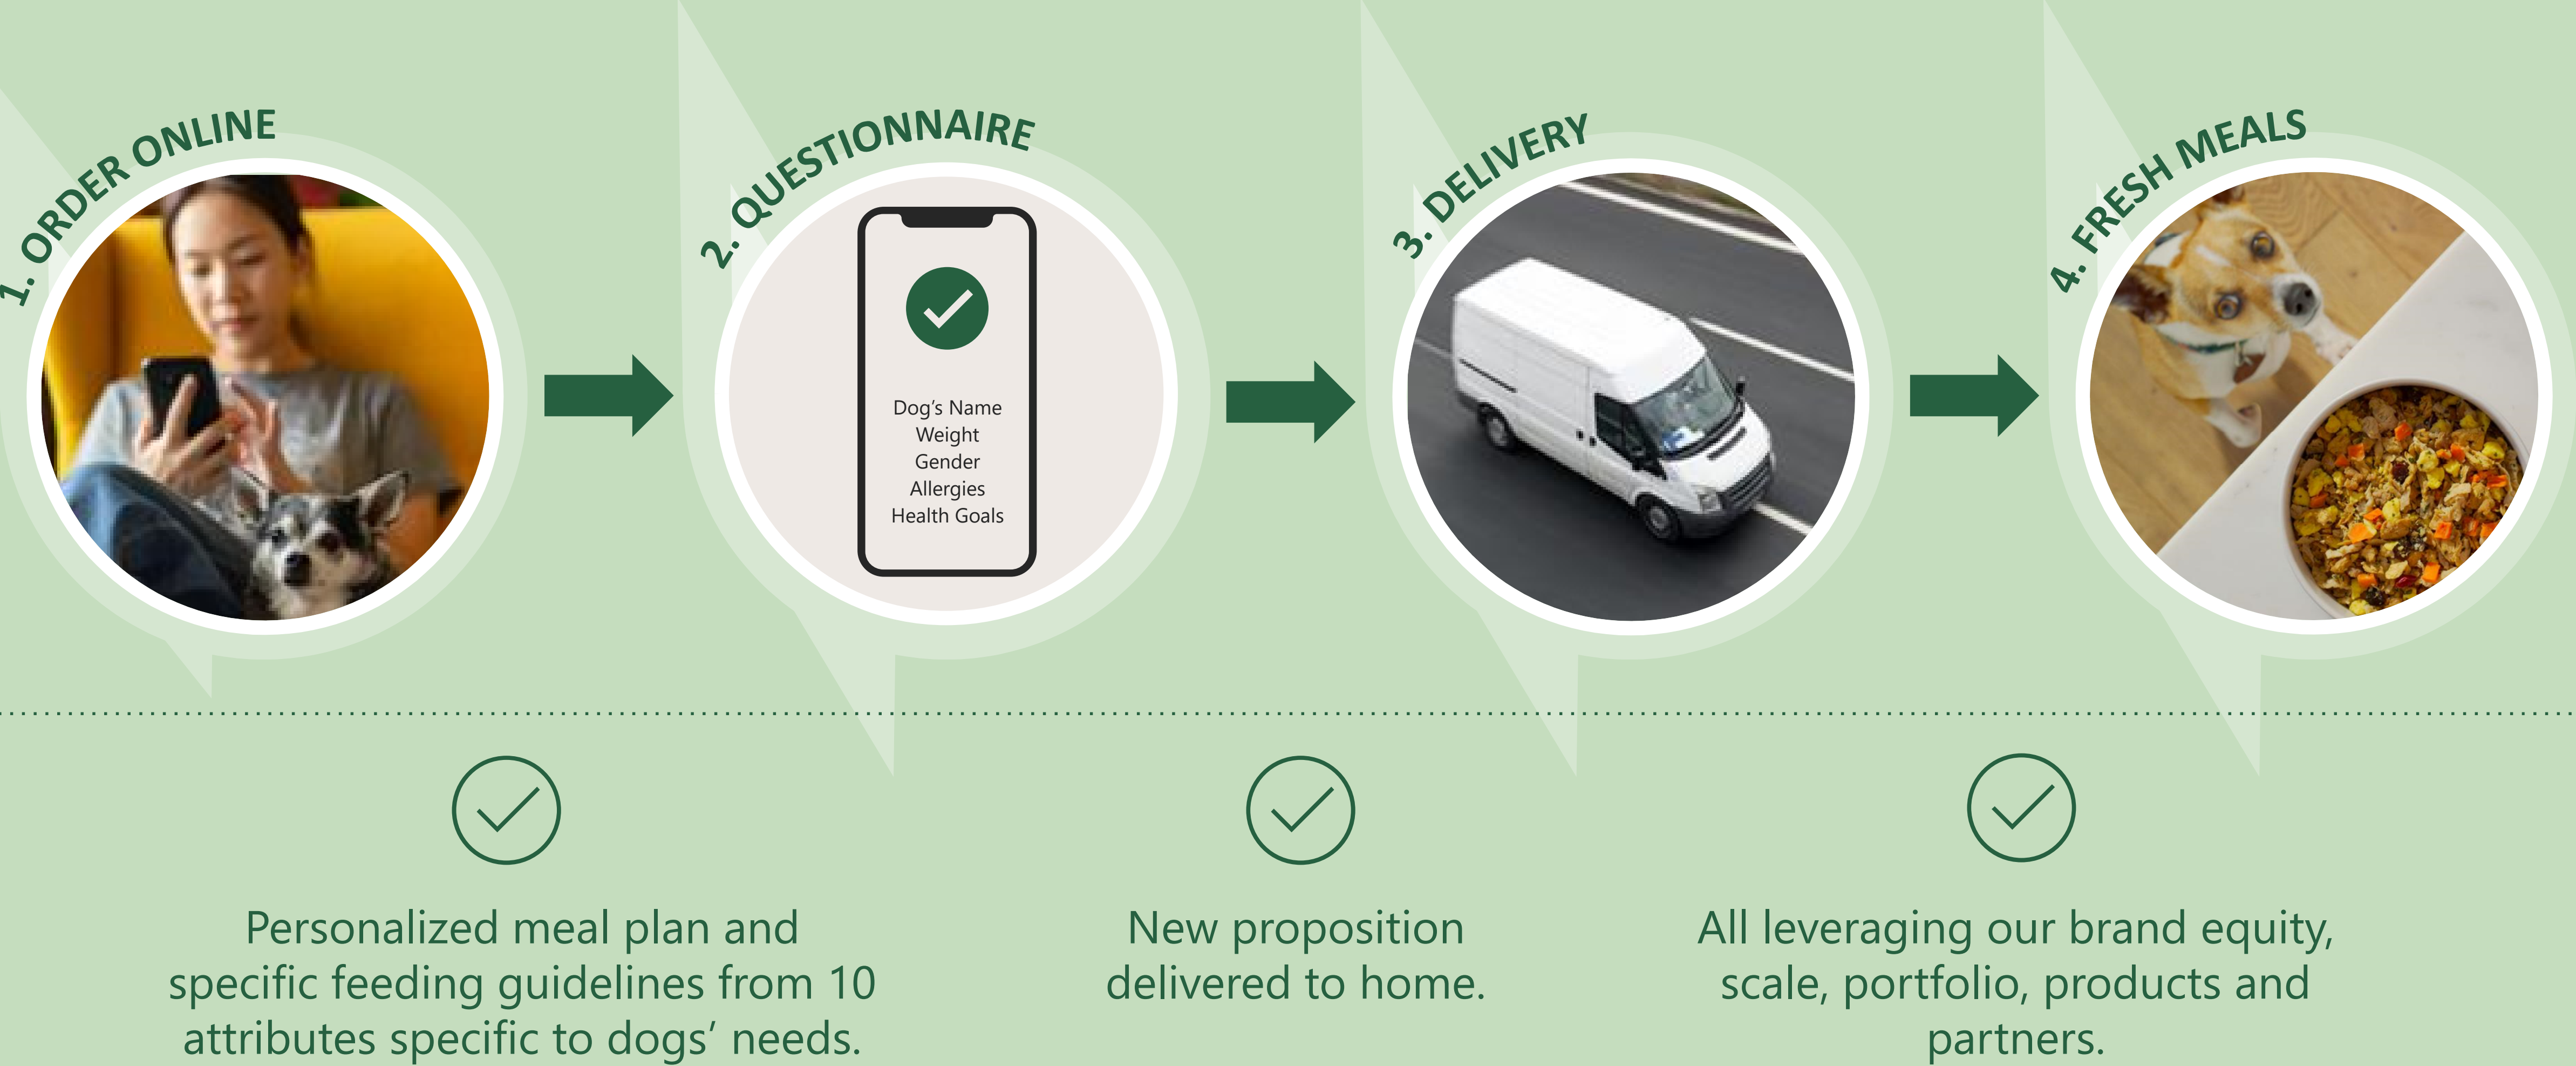 1. ORDER ONLINE
2. QUESTIONNAIRE
3. DELIVERY
4. FRESH MEALS
Dog’s Name
Weight
Gender
Allergies
Health Goals
Personalized meal plan and
specific feeding guidelines from 10
attributes specific to dogs’ needs.
New proposition
delivered to home.
All leveraging our brand equity,
scale, portfolio, products and
partners.